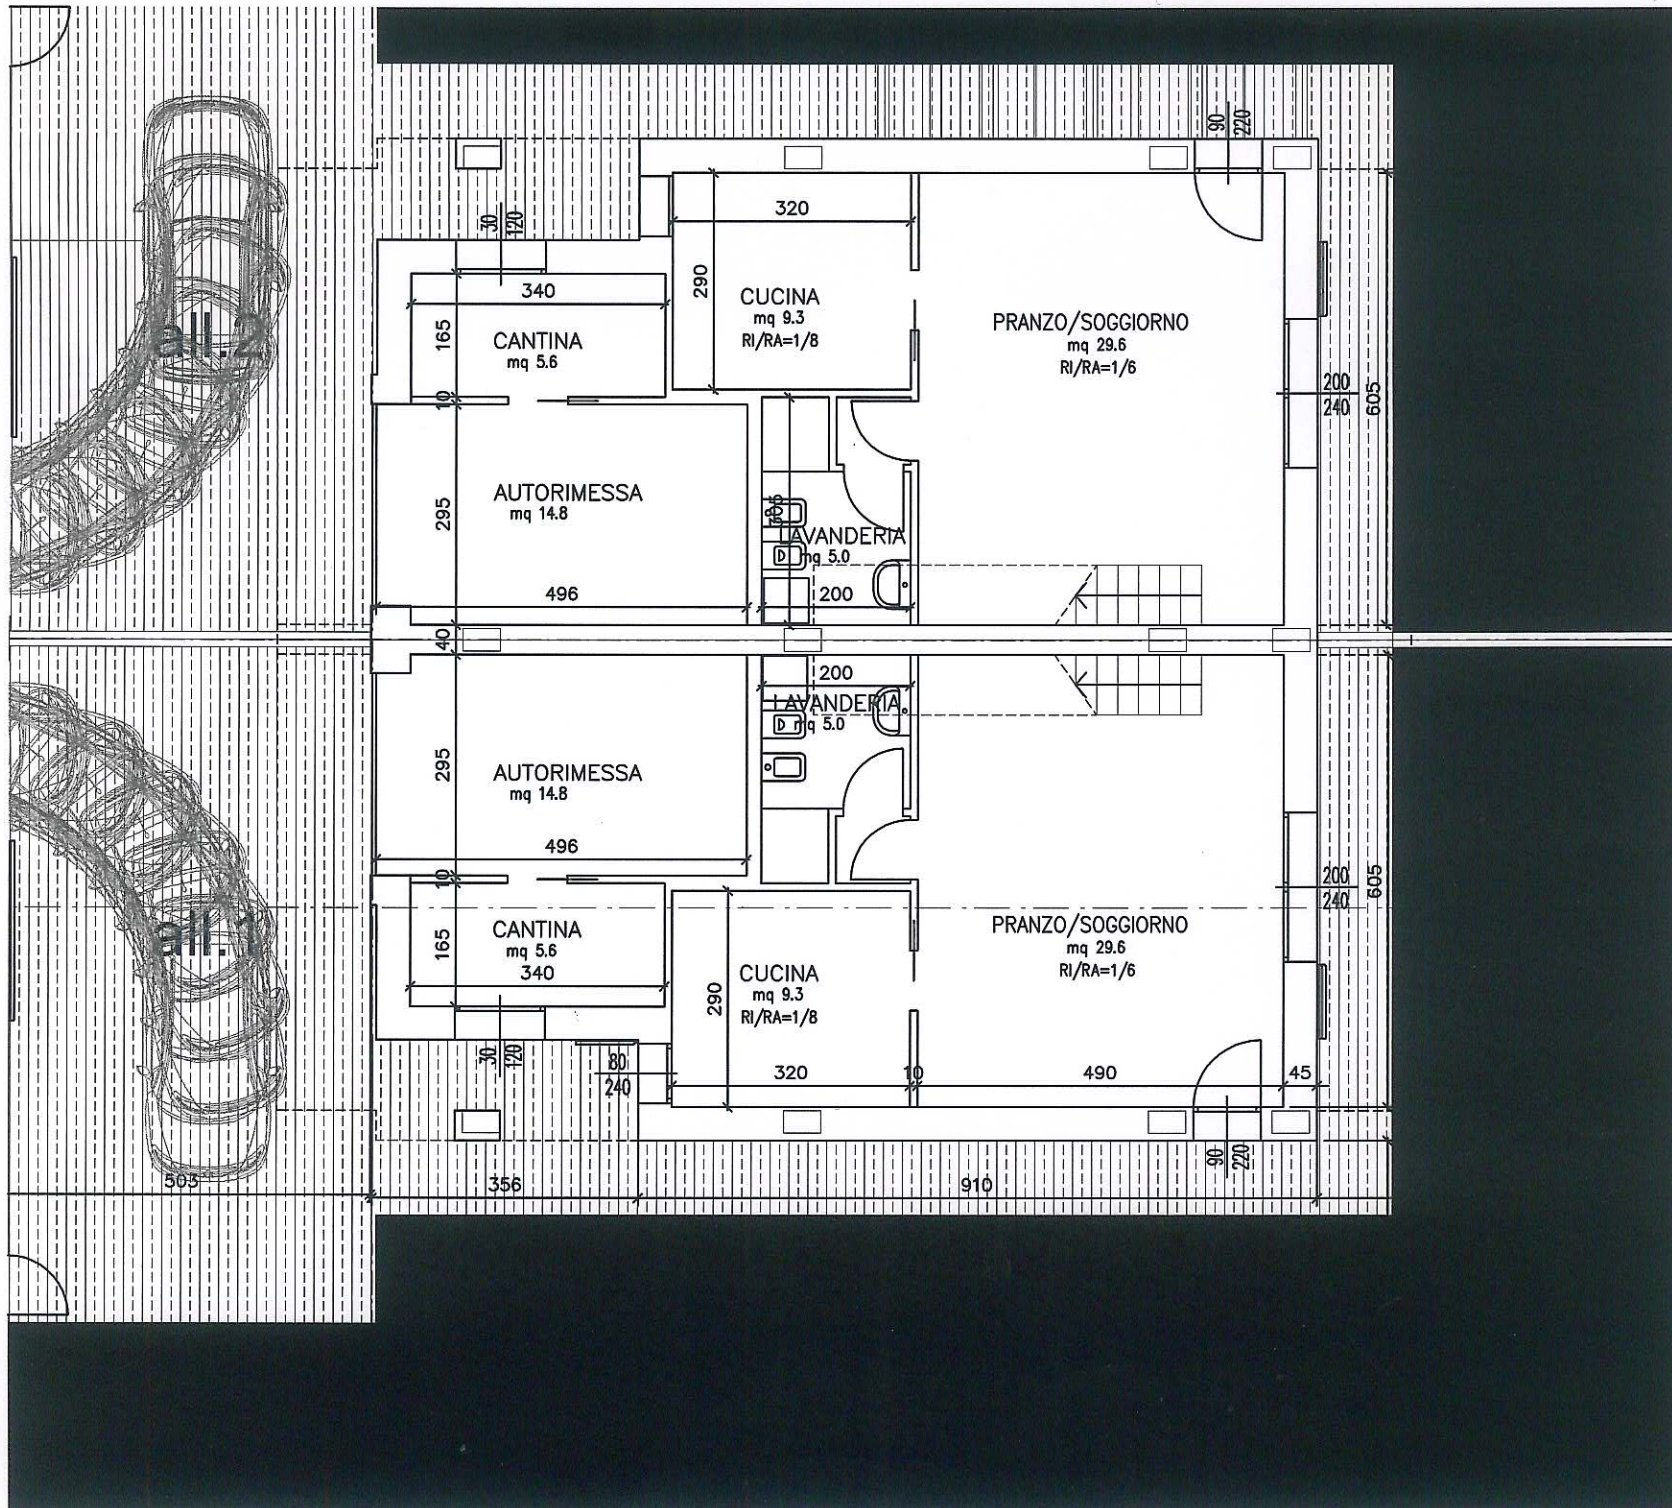 90
220
320
30
120
290
340
CUCINA
mq 9.3
RI/RA=1/8
all.2
165
CANTINA
mq 5.6
PRANZO/SOGGIORNO
mq 29.6
RI/RA=1/6
200
240
605
10
295
AUTORIMESSA
mq 14.8
305
LAVANDERIA
mq 5.0
496
200
40
200
LAVANDERIA
mq 5.0
295
AUTORIMESSA
mq 14.8
496
10
200
240
605
all.1
165
CANTINA
mq 5.6
340
PRANZO/SOGGIORNO
mq 29.6
RI/RA=1/6
290
CUCINA
mq 9.3
RI/RA=1/8
30
120
80
240
320
10
490
45
90
220
503
356
910